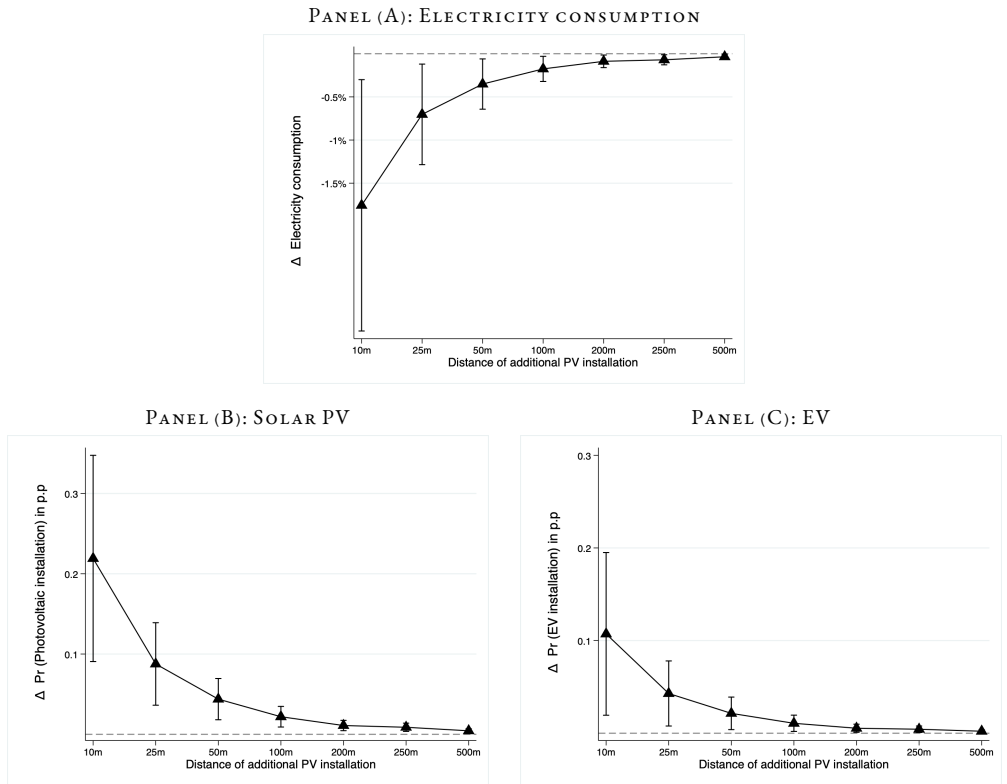 PANEL (A): ELECTRICITY CONSUMPTION
Δ Electricity consumption
-0.5%
-1%
-1.5%
10m 25m 50m 100m 200m 250m 500m
Distance of additional PV installation
PANEL (B): SOLAR PV
Δ Pr (Photovoltaic installation) in p.p
0.3
0.2
0.1
10m 25m 50m 100m 200m 250m 500m
Distance of additional PV installation
PANEL (C): EV
Δ Pr (EV installation) in p.p
0.3
0.2
0.1
10m 25m 50m 100m 200m 250m 500m
Distance of additional PV installation